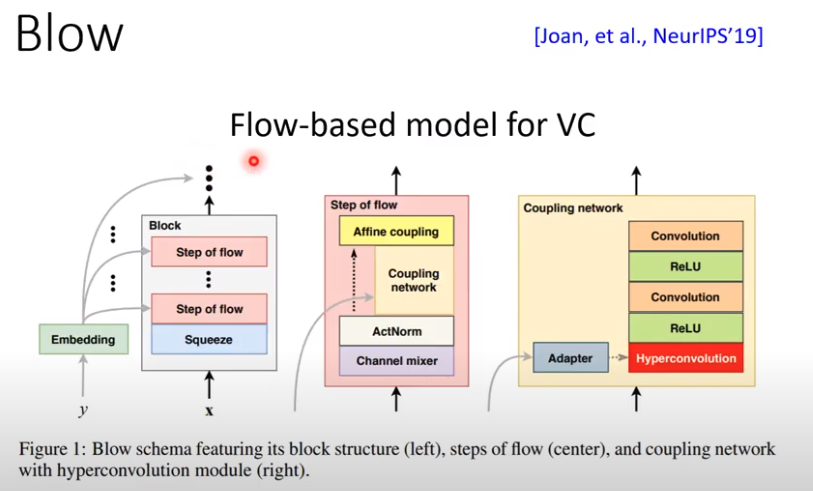 Blow
[Joan, et al., NeurIPS'19]
Flow-based model for VC
Block
Step of flow
Step of flow
Squeeze
Embedding
y
x
Step of flow
Affine coupling
Coupling
network
ActNorm
Channel mixer
Coupling network
Convolution
ReLU
Convolution
ReLU
Adapter
Hyperconvolution
Figure 1: Blow schema featuring its block structure (left), steps of flow (center), and coupling network
with hyperconvolution module (right).